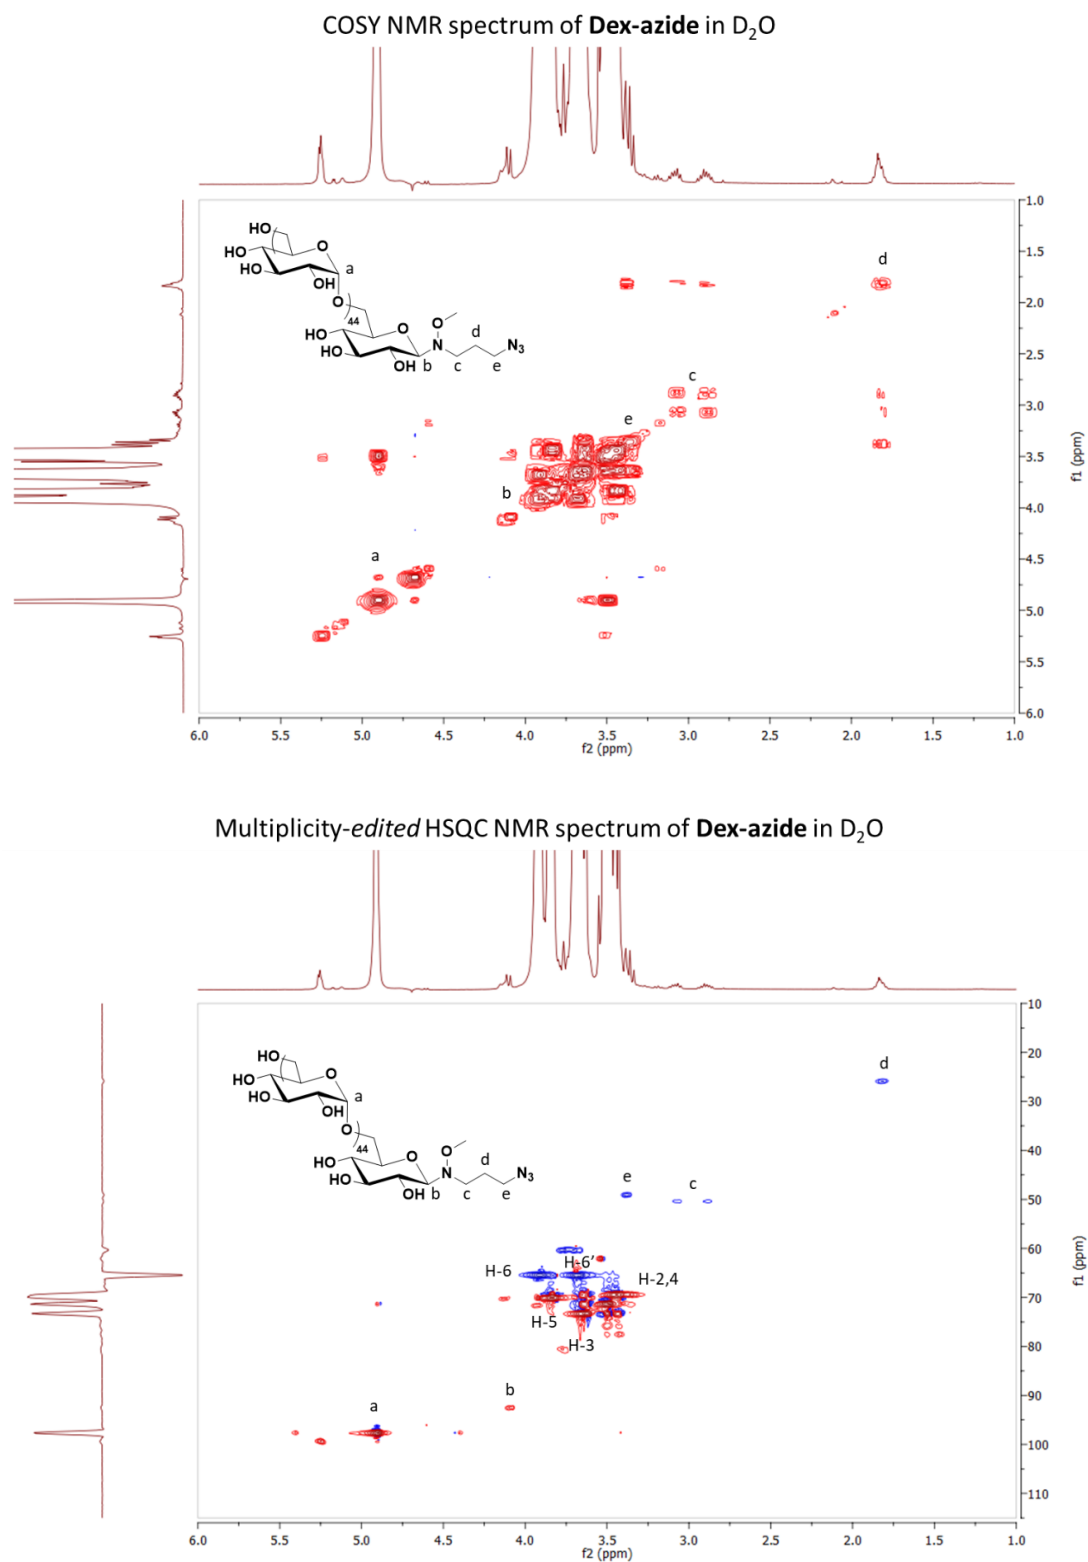 COSY NMR spectrum of Dex-azide in D₂O
1.0
1.5
2.0
2.5
3.0
3.5
4.0
4.5
5.0
5.5
6.0
f1 (ppm)
HO
HO
O
HO
a
OH
O
44
HO
O
O
d
HO
N
N₃
OH
b
c
e
d
c
e
b
a
6.0 5.5 5.0 4.5 4.0 3.5 3.0 2.5 2.0 1.5 1.0
f2 (ppm)
Multiplicity-edited HSQC NMR spectrum of Dex-azide in D₂O
10
20
30
40
50
60
70
80
90
100
110
f1 (ppm)
HO
HO
O
HO
a
OH
O
44
HO
O
O
d
HO
N
N₃
OH
b
c
e
d
e
c
H-6
H-6'
H-2,4
H-5
H-3
b
a
6.0 5.5 5.0 4.5 4.0 3.5 3.0 2.5 2.0 1.5 1.0
f2 (ppm)